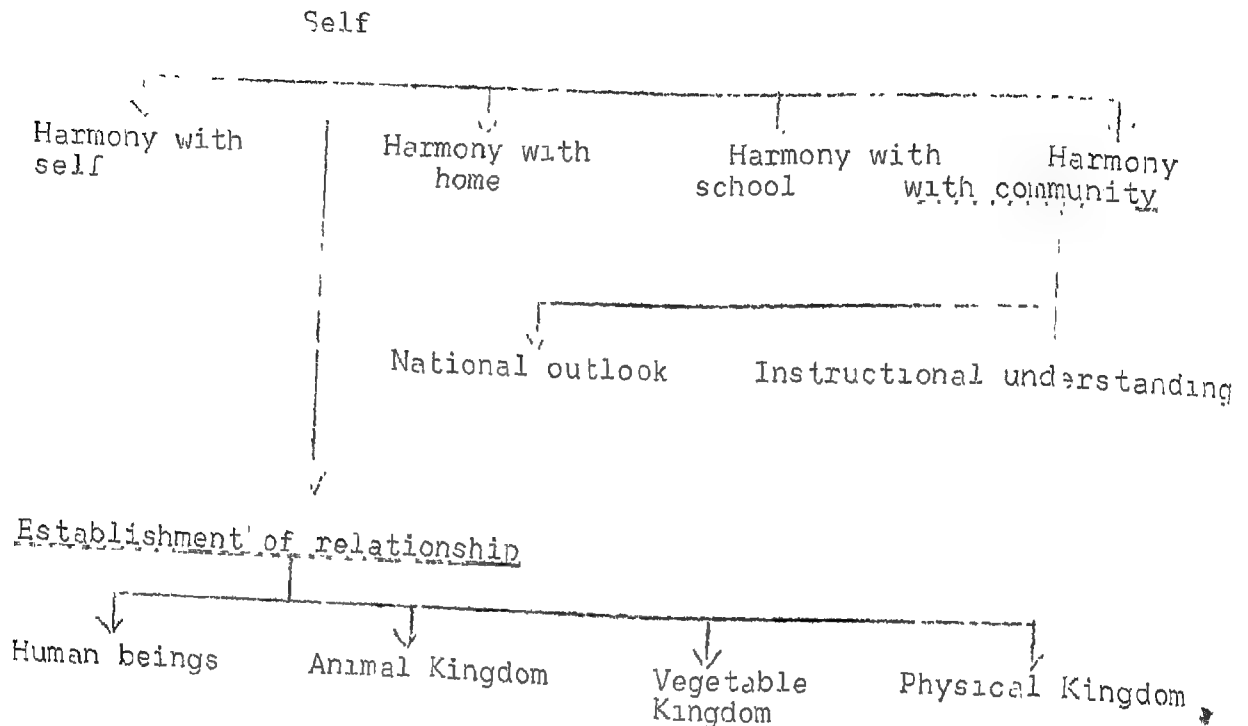 Self
Harmony with
self
Harmony with
home
Harmony with
school
Harmony
with community
National outlook
Instructional understanding
Establishment of relationship
Human beings
Animal Kingdom
Vegetable
Kingdom
Physical Kingdom